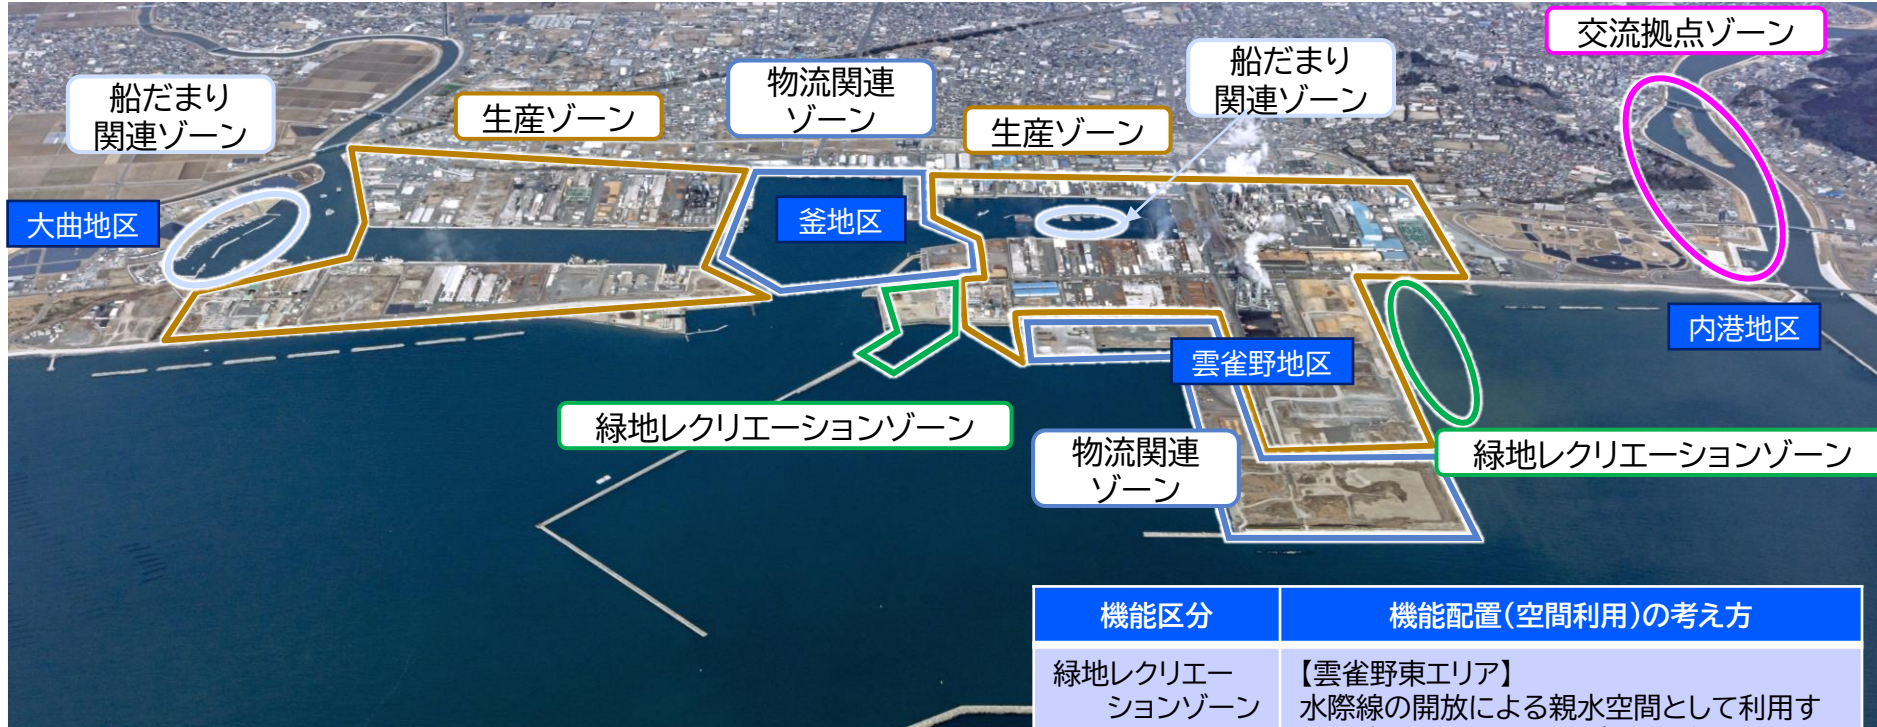 交流拠点ゾーン
船だまり
関連ゾーン
物流関連
ゾーン
船だまり
関連ゾーン
生産ゾーン
生産ゾーン
大曲地区
釜地区
内港地区
雲雀野地区
緑地レクリエーションゾーン
物流関連
ゾーン
緑地レクリエーションゾーン
機能区分
機能配置(空間利用)の考え方
緑地レクリエー
ションゾーン
【雲雀野東エリア】
水際線の開放による親水空間として利用す